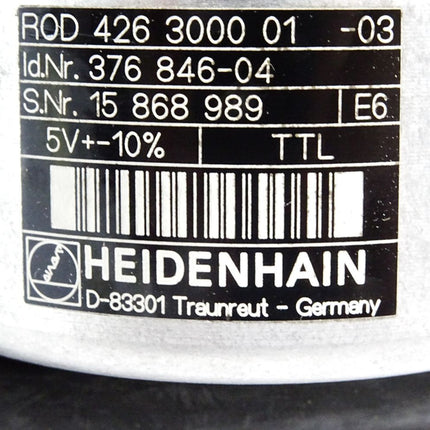 ROD 426 3000 01 -03
Id.Nr. 376 846-04
S.Nr. 15 868 989 E6
5V+-10% TTL
HEIDENHAIN
D-83301 Traunreut - Germany